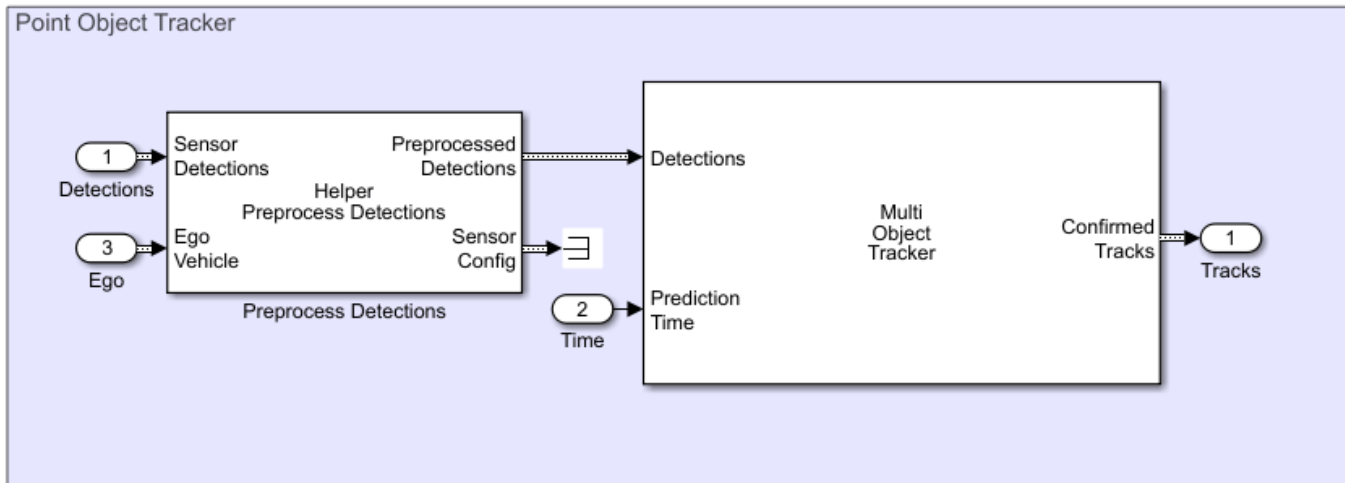 Point Object Tracker
1
Detections
3
Ego
Sensor
Detections
Ego
Vehicle
Helper
Preprocess Detections
Preprocessed
Detections
Sensor
Config
Preprocess Detections
2
Time
Detections
Prediction
Time
Multi
Object
Tracker
Confirmed
Tracks
1
Tracks